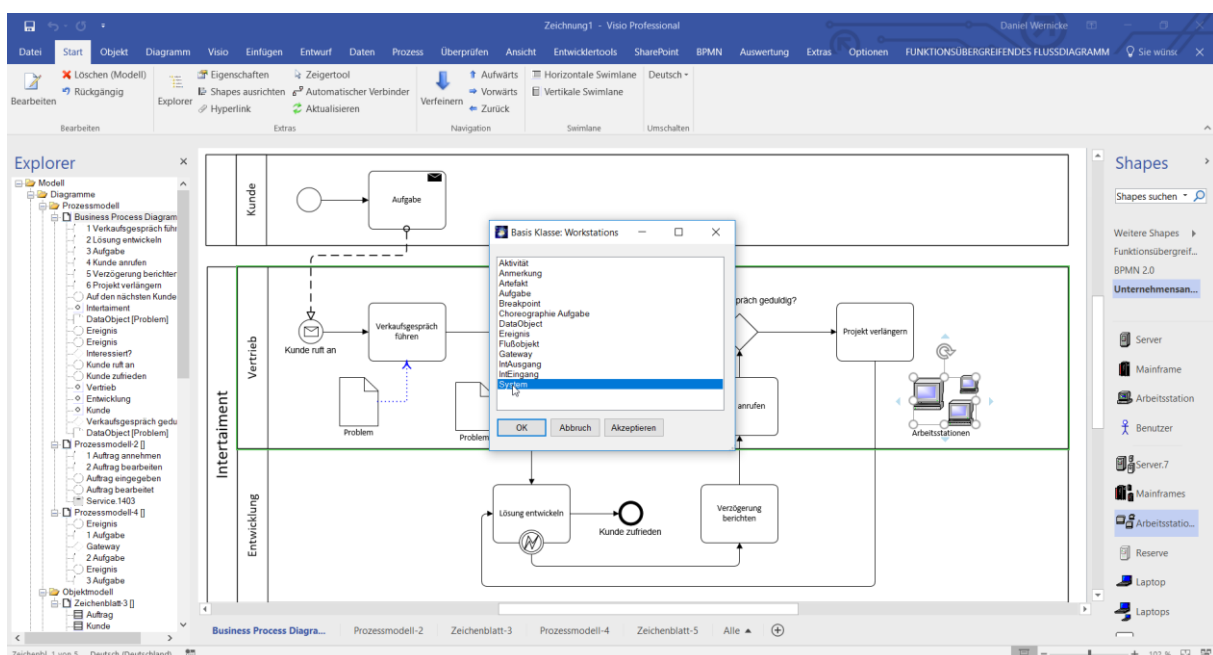 Zeichnung1 - Visio Professional
Daniel Wernicke
Datei Start Objekt Diagramm Visio Einfügen Entwurf Daten Prozess Überprüfen Ansicht Entwicklertools SharePoint BPMN Auswertung Extras Optionen FUNKTIONSÜBERGREIFENDES FLUSSDIAGRAMM Sie wünsc
Bearbeiten
Löschen (Modell)
Rückgängig
Bearbeiten
Explorer
Eigenschaften
Shapes ausrichten
Hyperlink
Zeigertool
Automatischer Verbinder
Aktualisieren
Extras
Verfeinern
Aufwärts
Vorwärts
Zurück
Navigation
Horizontale Swimlane
Vertikale Swimlane
Swimlane
Deutsch
Umschalten
Explorer
Modell
Diagramme
Prozessmodell
Business Process Diagram
1 Verkaufsgespräch führ
2 Lösung entwickeln
3 Aufgabe
4 Kunde anrufen
5 Verzögerung berichter
6 Projekt verlängern
Auf den nächsten Kunde
Intertaiment
DataObject [Problem]
Ereignis
Ereignis
Interessiert?
Kunde ruft an
Kunde zufrieden
Vertrieb
Entwicklung
Kunde
Verkaufsgespräch gedu
DataObject [Problem]
Prozessmodell-2 []
1 Auftrag annehmen
2 Auftrag bearbeiten
Auftrag eingegeben
Auftrag bearbeitet
Service.1403
Prozessmodell-4 []
Ereignis
1 Aufgabe
Gateway
2 Aufgabe
Ereignis
3 Aufgabe
Objektmodell
Zeichenblatt-3 []
Auftrag
Kunde
Kunde
Aufgabe
Intertaiment
Vertrieb
Kunde ruft an
Verkaufsgespräch
führen
Problem
Problem
präch geduldig?
Projekt verlängern
anrufen
Arbeitsstationen
Entwicklung
Lösung entwickeln
Kunde zufrieden
Verzögerung
berichten
Basis Klasse: Workstations
Aktivität
Anmerkung
Artefakt
Aufgabe
Breakpoint
Choreographie Aufgabe
DataObject
Ereignis
Flußobjekt
Gateway
IntAusgang
IntEingang
System
OK Abbruch Akzeptieren
Shapes
Shapes suchen
Weitere Shapes
Funktionsübergreif...
BPMN 2.0
Unternehmensan...
Server
Mainframe
Arbeitsstation
Benutzer
Server.7
Mainframes
Arbeitsstatio...
Reserve
Laptop
Laptops
Business Process Diagra... Prozessmodell-2 Zeichenblatt-3 Prozessmodell-4 Zeichenblatt-5 Alle
Zeichenbl. 1 von 5 Deutsch (Deutschland) 102 %